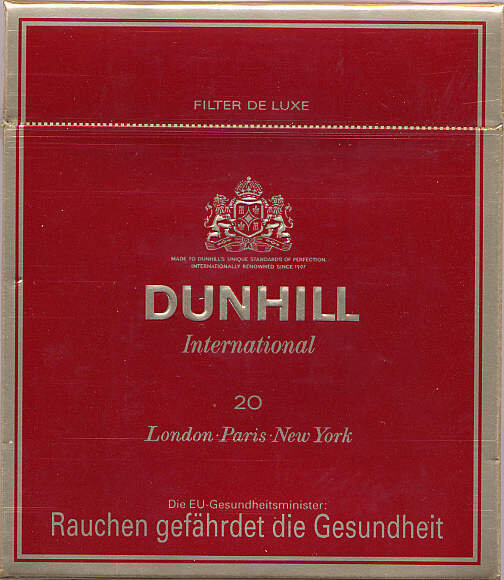 FILTER DE LUXE
MADE TO DUNHILL'S UNIQUE STANDARDS OF PERFECTION.
INTERNATIONALLY RENOWNED SINCE 1907
DUNHILL
International
20
London·Paris·New York
Die EU-Gesundheitsminister:
Rauchen gefährdet die Gesundheit